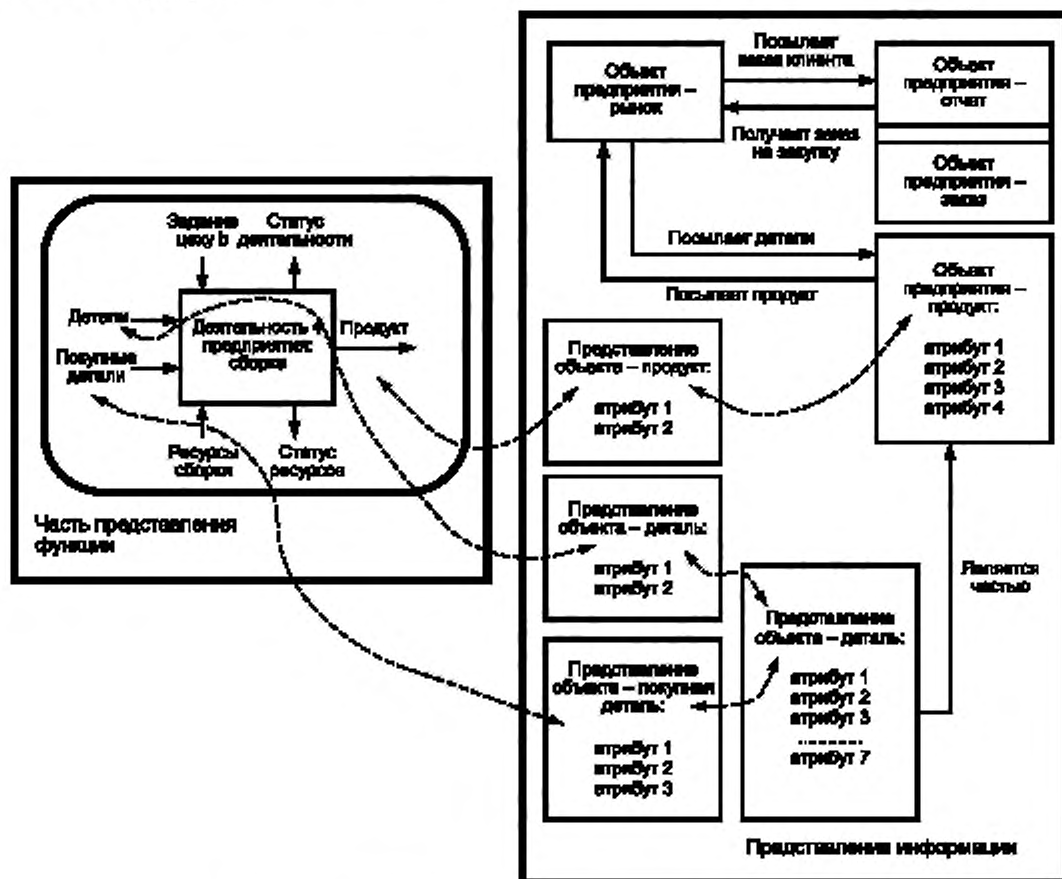 Задание
цеху b
Статус
деятельности
Детали
Покупные
детали
Деятельность
предприятия:
сборка
Продукт
Ресурсы
сборки
Статус
ресурсов
Часть представления
функции
Объект
предприятия –
рынок
Посылает
заказ клиента
Получает заказ
на закупку
Объект
предприятия –
отчет
Объект
предприятия –
заказ
Посылает детали
Посылает продукт
Объект
предприятия –
продукт:
атрибут 1
атрибут 2
атрибут 3
атрибут 4
Представление
объекта – продукт:
атрибут 1
атрибут 2
Представление
объекта – деталь:
атрибут 1
атрибут 2
Представление
объекта – покупная
деталь:
атрибут 1
атрибут 2
атрибут 3
Предотавление
объекта – деталь:
атрибут 1
атрибут 2
атрибут 3
атрибут 7
Является
частью
Представление информации